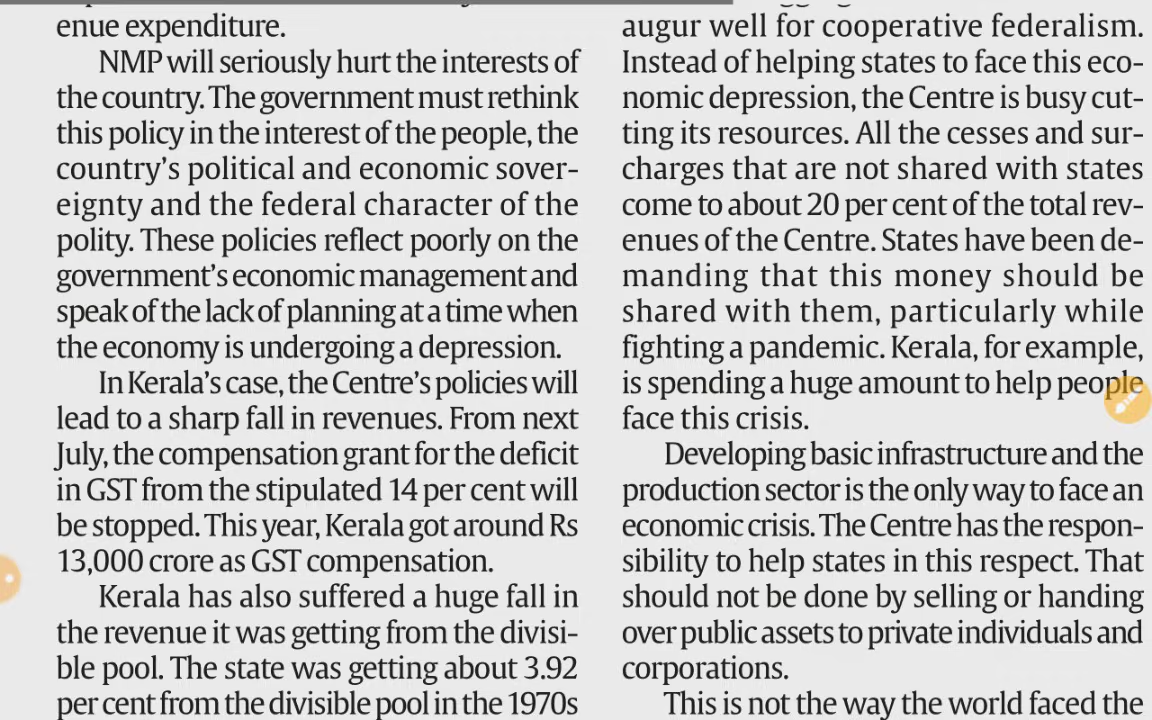 enue expenditure.
NMP will seriously hurt the interests of
the country. The government must rethink
this policy in the interest of the people, the
country's political and economic sover-
eignty and the federal character of the
polity. These policies reflect poorly on the
government's economic management and
speak of the lack of planning at a time when
the economy is undergoing a depression.
In Kerala's case, the Centre's policies will
lead to a sharp fall in revenues. From next
July, the compensation grant for the deficit
in GST from the stipulated 14 per cent will
be stopped. This year, Kerala got around Rs
13,000 crore as GST compensation.
Kerala has also suffered a huge fall in
the revenue it was getting from the divisi-
ble pool. The state was getting about 3.92
per cent from the divisible pool in the 1970s
augur well for cooperative federalism.
Instead of helping states to face this eco-
nomic depression, the Centre is busy cut-
ting its resources. All the cesses and sur-
charges that are not shared with states
come to about 20 per cent of the total rev-
enues of the Centre. States have been de-
manding that this money should be
shared with them, particularly while
fighting a pandemic. Kerala, for example,
is spending a huge amount to help people
face this crisis.
Developing basic infrastructure and the
production sector is the only way to face an
economic crisis. The Centre has the respon-
sibility to help states in this respect. That
should not be done by selling or handing
over public assets to private individuals and
corporations.
This is not the way the world faced the